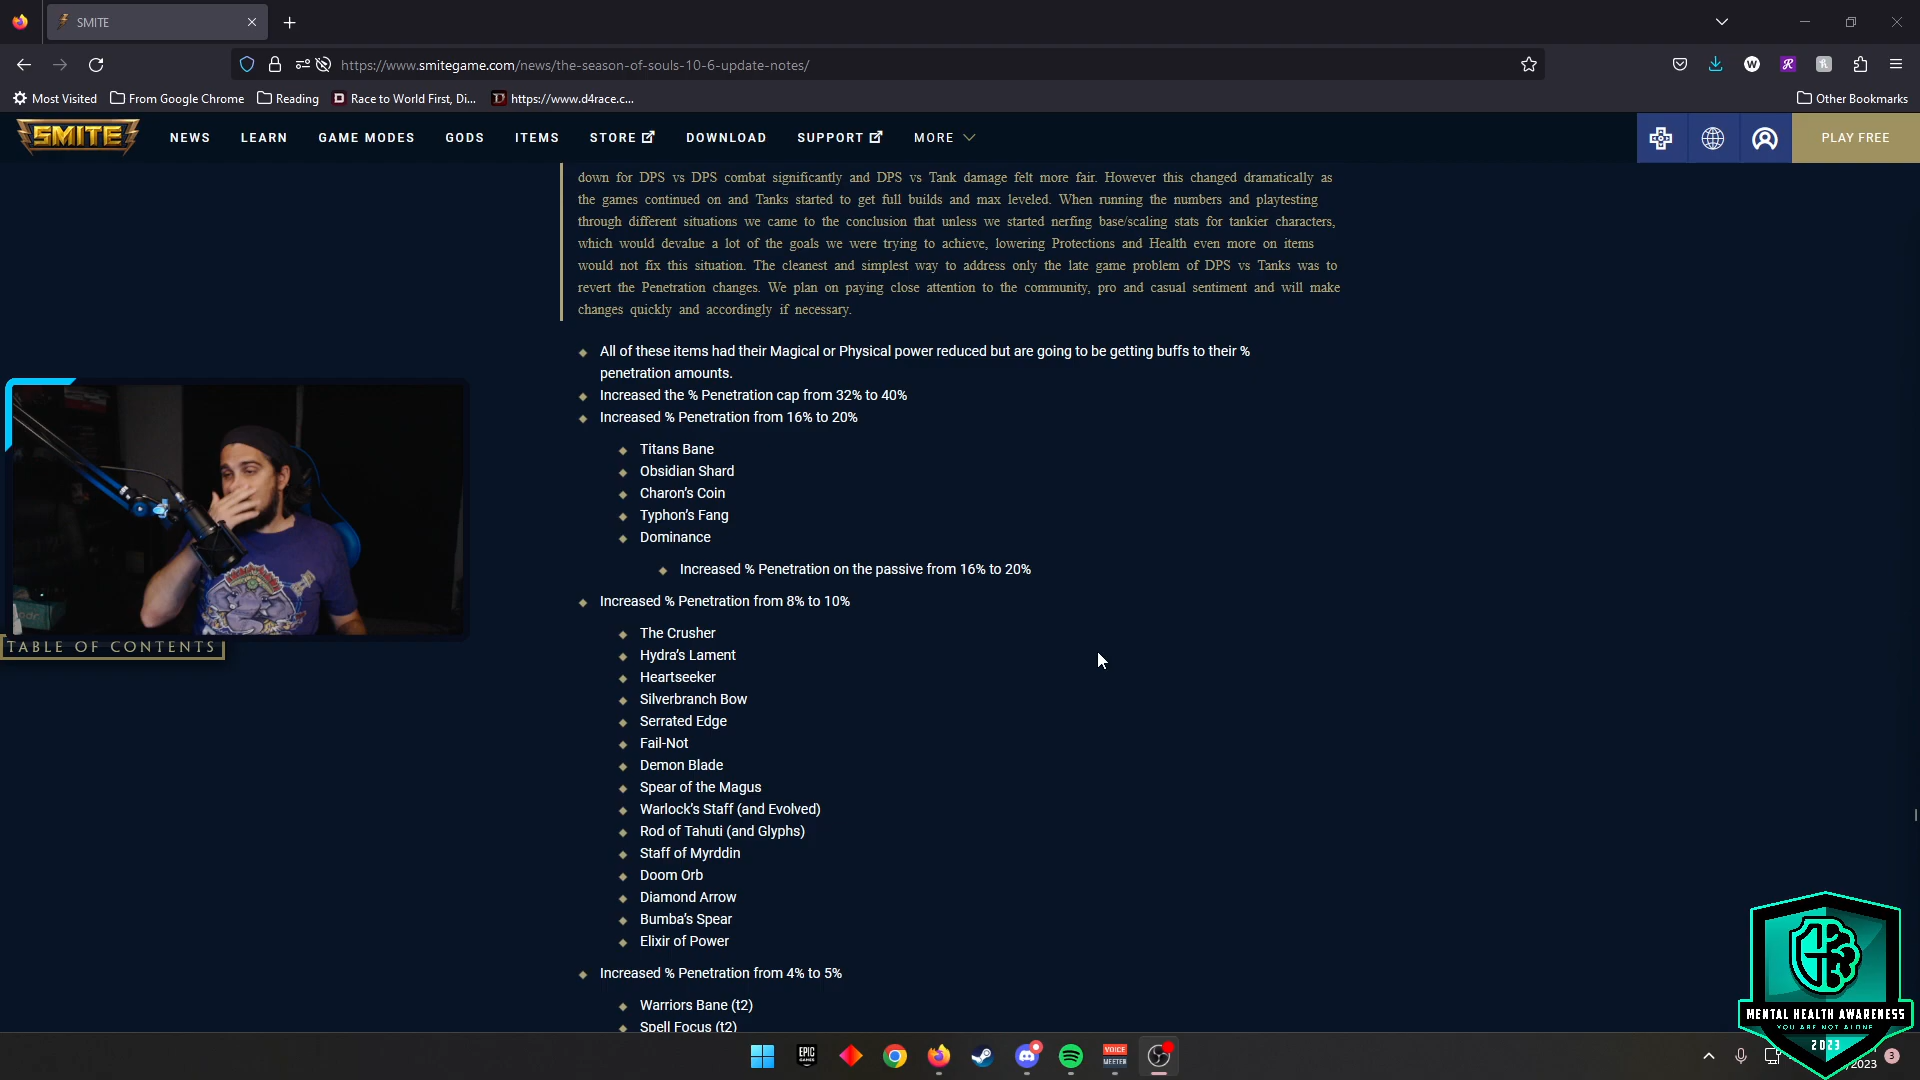 SMITE
https://www.smitegame.com/news/the-season-of-souls-10-6-update-notes/
Most Visited
From Google Chrome
Reading
Race to World First, Di...
https://www.d4race.c...
Other Bookmarks
SMITE
NEWS
LEARN
GAME MODES
GODS
ITEMS
STORE
DOWNLOAD
SUPPORT
MORE
PLAY FREE
down for DPS vs DPS combat significantly and DPS vs Tank damage felt more fair. However this changed dramatically as
the games continued on and Tanks started to get full builds and max leveled. When running the numbers and playtesting
through different situations we came to the conclusion that unless we started nerfing base/scaling stats for tankier characters,
which would devalue a lot of the goals we were trying to achieve, lowering Protections and Health even more on items
would not fix this situation. The cleanest and simplest way to address only the late game problem of DPS vs Tanks was to
revert the Penetration changes. We plan on paying close attention to the community, pro and casual sentiment and will make
changes quickly and accordingly if necessary.
All of these items had their Magical or Physical power reduced but are going to be getting buffs to their %
penetration amounts.
Increased the % Penetration cap from 32% to 40%
Increased % Penetration from 16% to 20%
Titans Bane
Obsidian Shard
Charon's Coin
Typhon's Fang
Dominance
Increased % Penetration on the passive from 16% to 20%
Increased % Penetration from 8% to 10%
The Crusher
Hydra's Lament
Heartseeker
Silverbranch Bow
Serrated Edge
Fail-Not
Demon Blade
Spear of the Magus
Warlock's Staff (and Evolved)
Rod of Tahuti (and Glyphs)
Staff of Myrddin
Doom Orb
Diamond Arrow
Bumba's Spear
Elixir of Power
Increased % Penetration from 4% to 5%
Warriors Bane (t2)
Spell Focus (t2)
TABLE OF CONTENTS
MENTAL HEALTH AWARENESS
YOU ARE NOT ALONE
2023
EPIC
GAMES
VOICE
MEETER
/2023
3